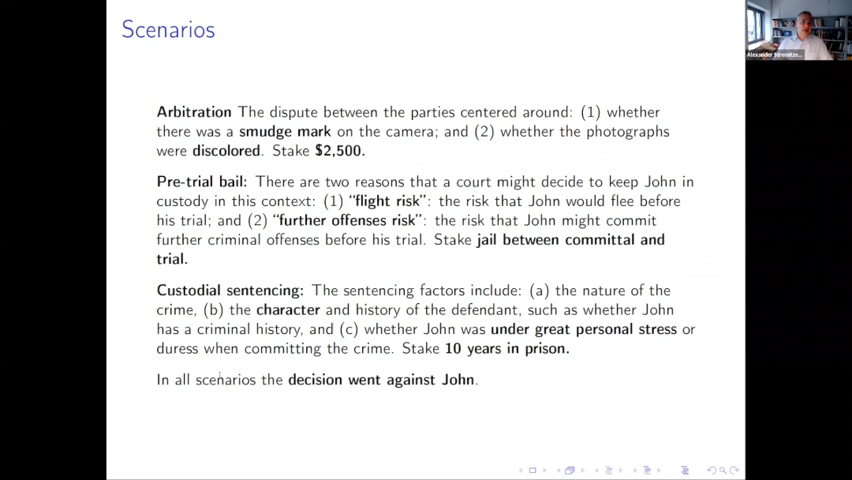 Scenarios
Alexander Stremitze...
Arbitration The dispute between the parties centered around: (1) whether
there was a smudge mark on the camera; and (2) whether the photographs
were discolored. Stake $2,500.
Pre-trial bail: There are two reasons that a court might decide to keep John in
custody in this context: (1) "flight risk": the risk that John would flee before
his trial; and (2) "further offenses risk": the risk that John might commit
further criminal offenses before his trial. Stake jail between committal and
trial.
Custodial sentencing: The sentencing factors include: (a) the nature of the
crime, (b) the character and history of the defendant, such as whether John
has a criminal history, and (c) whether John was under great personal stress or
duress when committing the crime. Stake 10 years in prison.
In all scenarios the decision went against John.